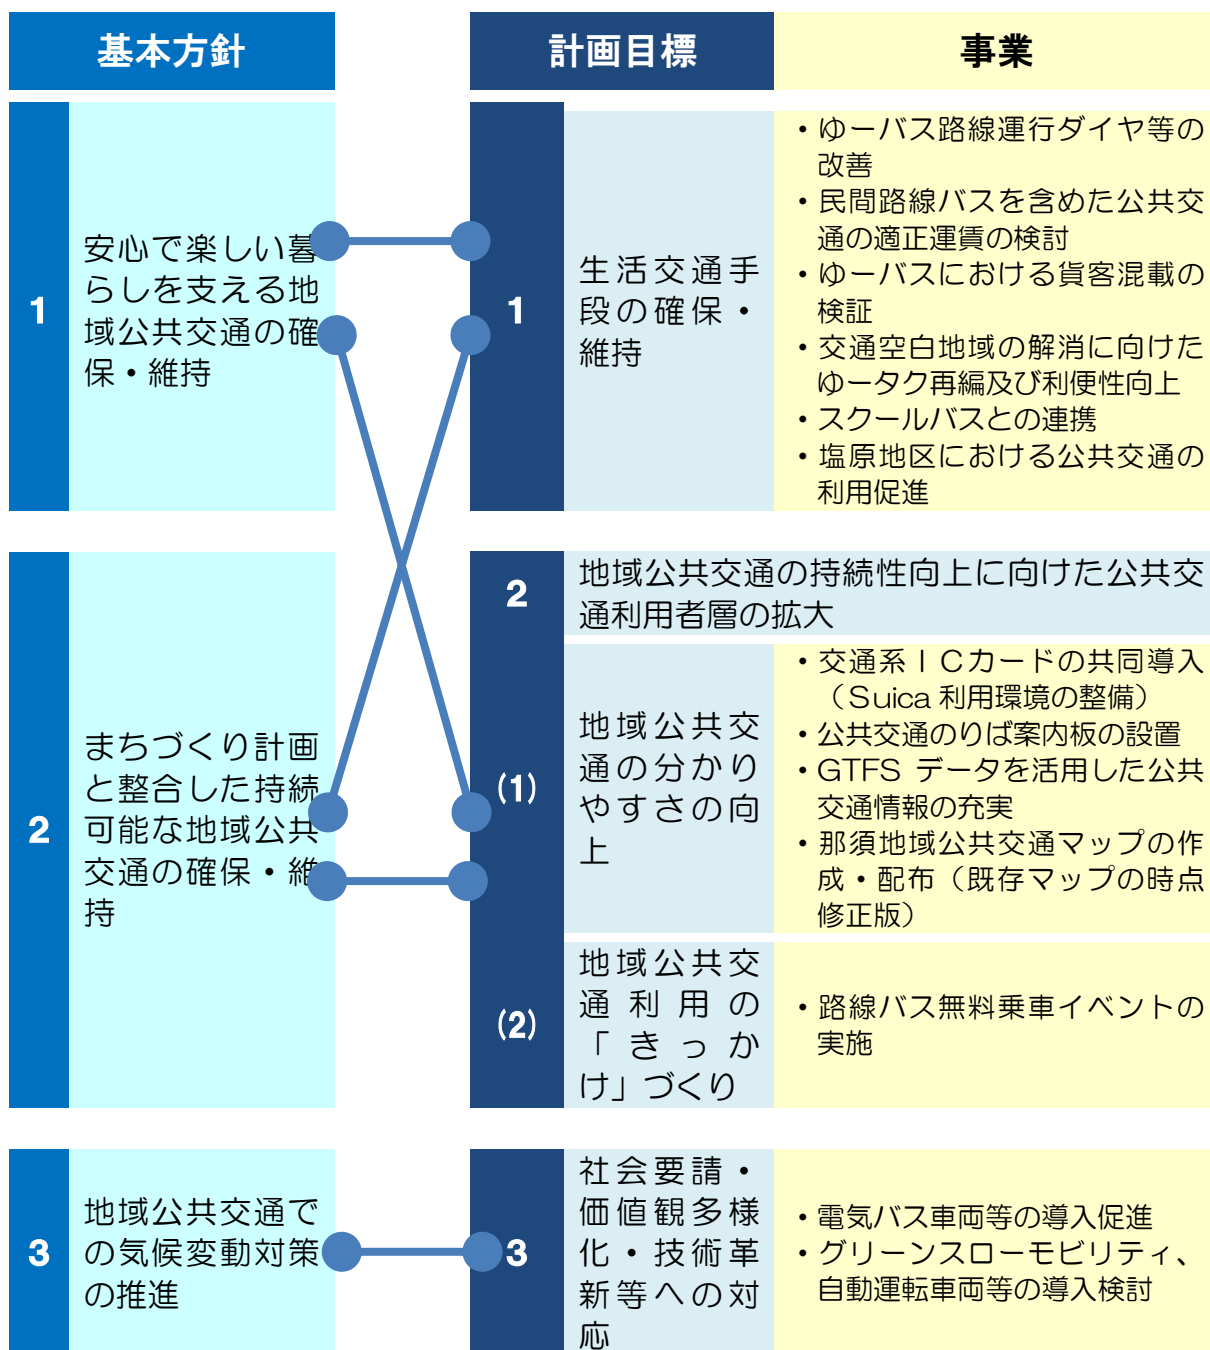 基本方針
計画目標
事業
1
安心で楽しい暮
らしを支える地
域公共交通の確
保・維持
1
生活交通手
段の確保・
維持
・ゆーバス路線運行ダイヤ等の
改善
・民間路線バスを含めた公共交
通の適正運賃の検討
・ゆーバスにおける貨客混載の
検証
・交通空白地域の解消に向けた
ゆータク再編及び利便性向上
・スクールバスとの連携
・塩原地区における公共交通の
利用促進
2
まちづくり計画
と整合した持続
可能な地域公共
交通の確保・維
持
2
地域公共交通の持続性向上に向けた公共交
通利用者層の拡大
(1)
地域公共交
通の分かり
やすさの向
上
・交通系ICカードの共同導入
（Suica 利用環境の整備）
・公共交通のりば案内板の設置
・GTFS データを活用した公共
交通情報の充実
・那須地域公共交通マップの作
成・配布（既存マップの時点
修正版）
(2)
地域公共交
通利用の
「きっか
け」づくり
・路線バス無料乗車イベントの
実施
3
地域公共交通で
の気候変動対策
の推進
3
社会要請・
価値観多様
化・技術革
新等への対
応
・電気バス車両等の導入促進
・グリーンスローモビリティ、
自動運転車両等の導入検討